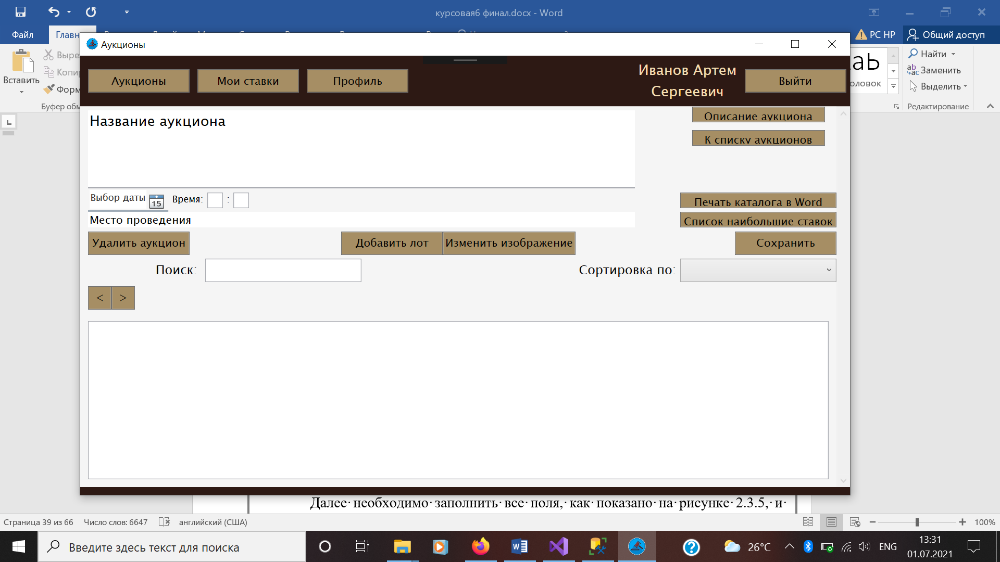 курсовая6 финал.docx - Word
Файл
Главн
PC HP
Общий доступ
Аукционы
Выре
Копи
Вставить
Форм
Буфер обм
аЬ
оловок
Найти
Заменить
Выделить
Редактирование
Аукционы
Мои ставки
Профиль
Иванов Артем
Сергеевич
Выйти
Название аукциона
Описание аукциона
К списку аукционов
Выбор даты
15
Время:
:
Печать каталога в Word
Место проведения
Список наибольшие ставок
Удалить аукцион
Добавить лот
Изменить изображение
Сохранить
Поиск:
Сортировка по:
<
>
Далее необходимо заполнить все поля, как показано на рисунке 2.3.5, и
Страница 39 из 66
Число слов: 6647
английский (США)
100%
Введите здесь текст для поиска
26°C
ENG
13:31
01.07.2021